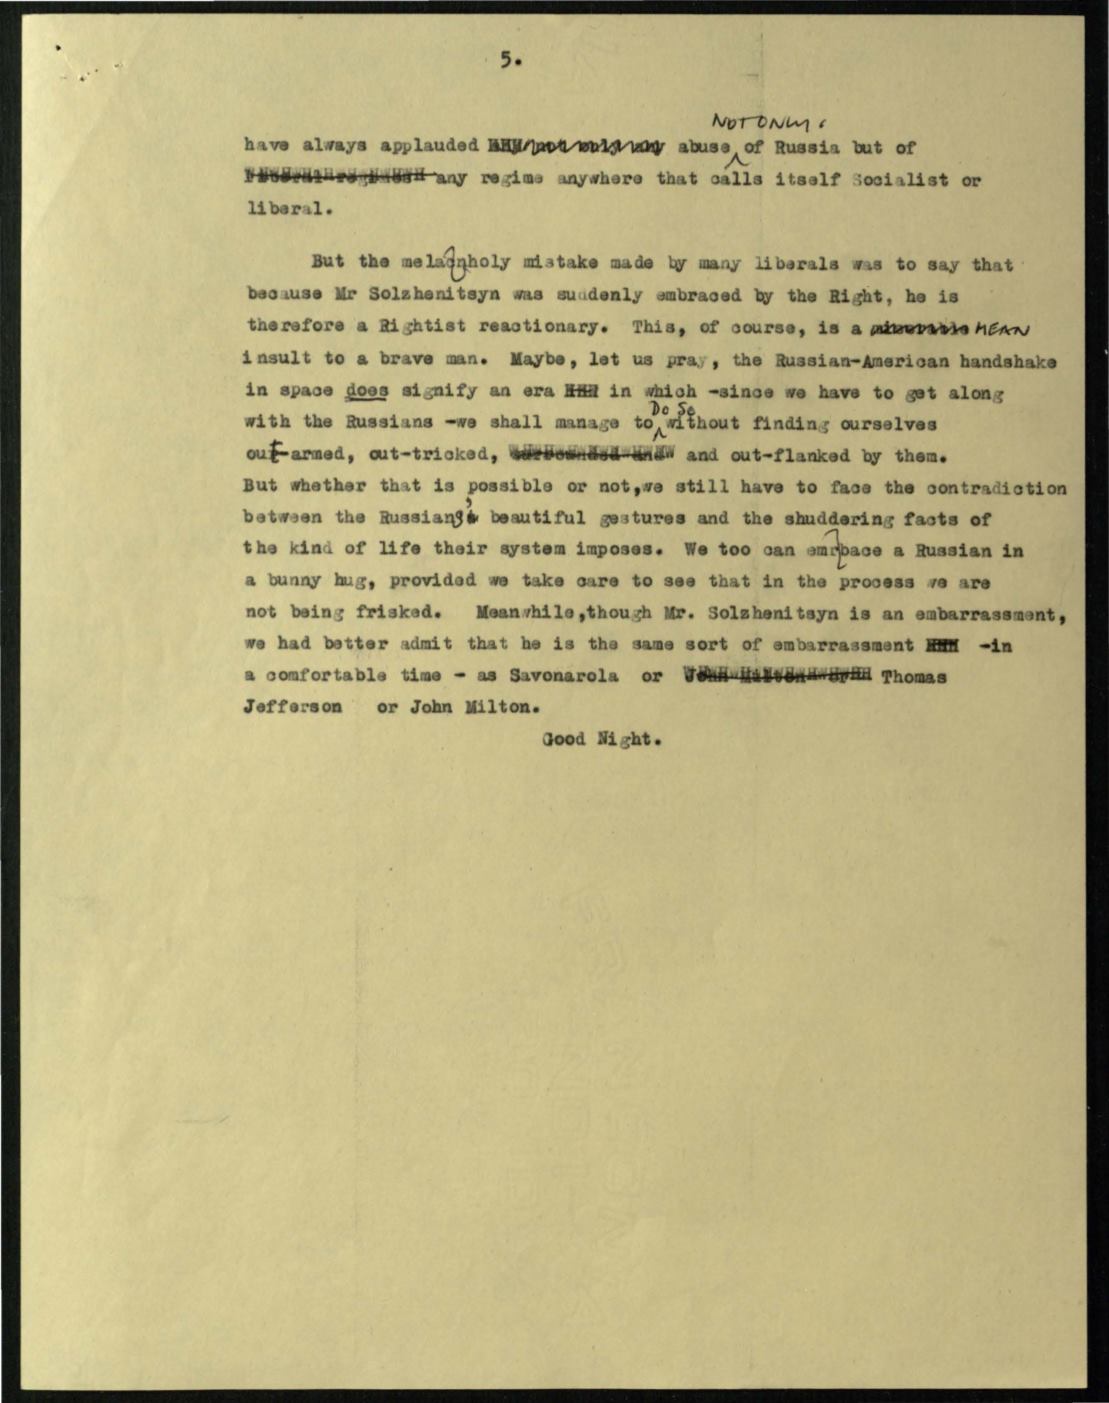 5.
NOT ONLY
have always applauded abuse of Russia but of
any regime anywhere that calls itself Socialist or
liberal.
But the melacnholy mistake made by many liberals was to say that
because Mr Solzhenitsyn was suddenly embraced by the Right, he is
therefore a Rightist reactionary. This, of course, is a miserable MEAN
insult to a brave man. Maybe, let us pray, the Russian-American handshake
in space does signify an era in which -since we have to get along
Do So
with the Russians -we shall manage to without finding ourselves
out-armed, out-tricked, and out-flanked by them.
But whether that is possible or not,we still have to face the contradiction
between the Russians' beautiful gestures and the shuddering facts of
the kind of life their system imposes. We too can emrbace a Russian in
a bunny hug, provided we take care to see that in the process we are
not being frisked. Meanwhile,though Mr. Solzhenitsyn is an embarrassment,
we had better admit that he is the same sort of embarrassment -in
a comfortable time - as Savonarola or Thomas
Jefferson or John Milton.
Good Night.